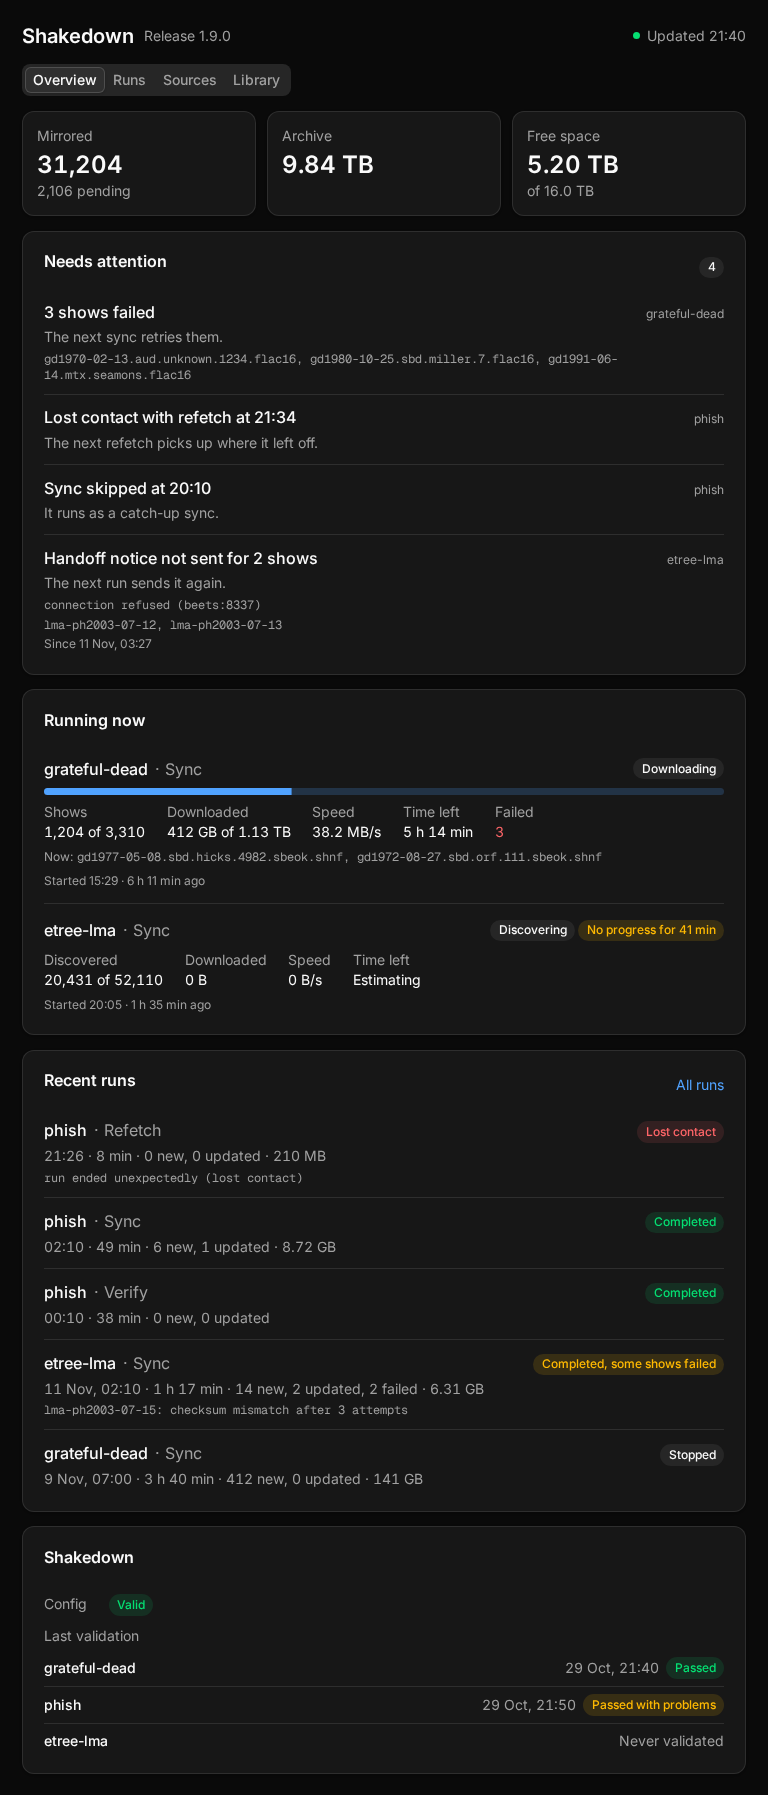 Shakedown Release 1.9.0
Updated 21:40
Overview Runs Sources Library
Mirrored
31,204
2,106 pending
Archive
9.84 TB
Free space
5.20 TB
of 16.0 TB
Needs attention
4
3 shows failed
grateful-dead
The next sync retries them.
gd1970-02-13.aud.unknown.1234.flac16, gd1980-10-25.sbd.miller.7.flac16, gd1991-06-
14.mtx.seamons.flac16
Lost contact with refetch at 21:34
phish
The next refetch picks up where it left off.
Sync skipped at 20:10
phish
It runs as a catch-up sync.
Handoff notice not sent for 2 shows
etree-lma
The next run sends it again.
connection refused (beets:8337)
lma-ph2003-07-12, lma-ph2003-07-13
Since 11 Nov, 03:27
Running now
grateful-dead · Sync
Downloading
Shows Downloaded Speed Time left Failed
1,204 of 3,310 412 GB of 1.13 TB 38.2 MB/s 5 h 14 min 3
Now: gd1977-05-08.sbd.hicks.4982.sbeok.shnf, gd1972-08-27.sbd.orf.111.sbeok.shnf
Started 15:29 · 6 h 11 min ago
etree-lma · Sync
Discovering No progress for 41 min
Discovered Downloaded Speed Time left
20,431 of 52,110 0 B 0 B/s Estimating
Started 20:05 · 1 h 35 min ago
Recent runs
All runs
phish · Refetch
Lost contact
21:26 · 8 min · 0 new, 0 updated · 210 MB
run ended unexpectedly (lost contact)
phish · Sync
Completed
02:10 · 49 min · 6 new, 1 updated · 8.72 GB
phish · Verify
Completed
00:10 · 38 min · 0 new, 0 updated
etree-lma · Sync
Completed, some shows failed
11 Nov, 02:10 · 1 h 17 min · 14 new, 2 updated, 2 failed · 6.31 GB
lma-ph2003-07-15: checksum mismatch after 3 attempts
grateful-dead · Sync
Stopped
9 Nov, 07:00 · 3 h 40 min · 412 new, 0 updated · 141 GB
Shakedown
Config Valid
Last validation
grateful-dead 29 Oct, 21:40 Passed
phish 29 Oct, 21:50 Passed with problems
etree-lma Never validated